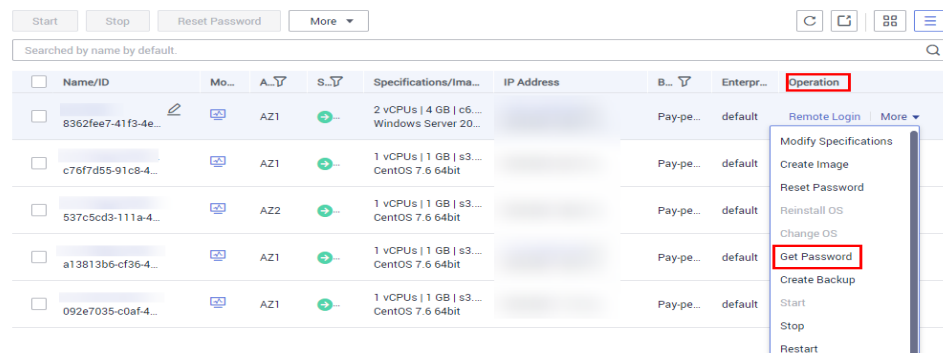 Start Stop Reset Password More
Searched by name by default.
Name/ID Mo... A... S... Specifications/Ima... IP Address B... Enterpr... Operation
8362fee7-41f3-4e... AZ1 ... 2 vCPUs | 4 GB | c6.... Windows Server 20... Pay-pe... default Remote Login More
Modify Specifications
c76f7d55-91c8-4... AZ1 ... 1 vCPUs | 1 GB | s3.... CentOS 7.6 64bit Pay-pe... default
Create Image
Reset Password
537c5cd3-111a-4... AZ2 ... 1 vCPUs | 1 GB | s3.... CentOS 7.6 64bit Pay-pe... default
Reinstall OS
Change OS
a13813b6-cf36-4... AZ1 ... 1 vCPUs | 1 GB | s3.... CentOS 7.6 64bit Pay-pe... default
Get Password
Create Backup
092e7035-c0af-4... AZ1 ... 1 vCPUs | 1 GB | s3.... CentOS 7.6 64bit Pay-pe... default
Start
Stop
Restart